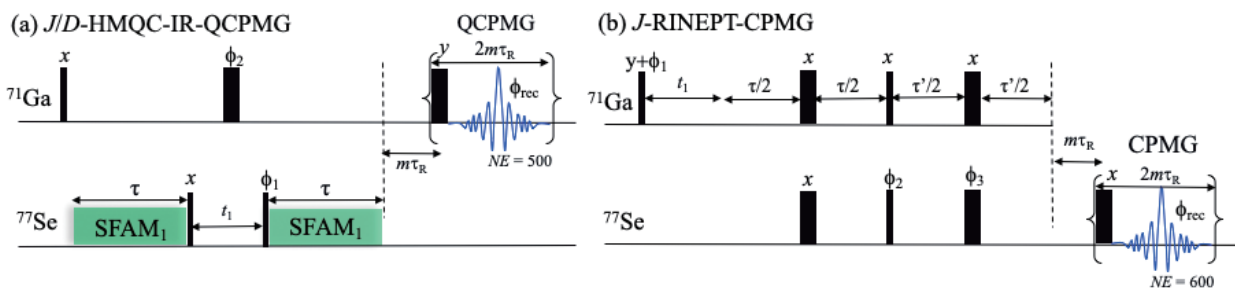 (a) J/D-HMQC-IR-QCPMG
QCPMG
x
ϕ2
y
2mτR
ϕrec
⁷¹Ga
NE = 500
mτR
τ
x
t1
ϕ1
τ
⁷⁷Se
SFAM1
SFAM1
(b) J-RINEPT-CPMG
y+ϕ1
x
x
x
t1
τ/2
τ/2
τ'/2
τ'/2
⁷¹Ga
mτR
CPMG
x
ϕ2
ϕ3
x
2mτR
ϕrec
⁷⁷Se
NE = 600